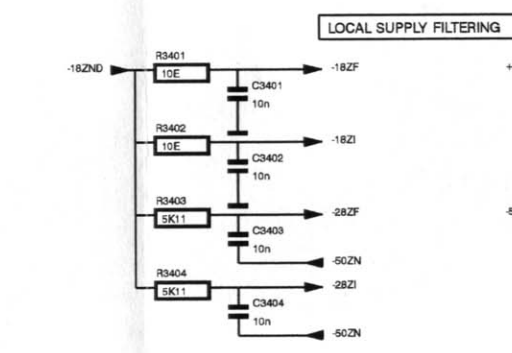 LOCAL SUPPLY FILTERING
R3401
-18ZND
10E
-18ZF
C3401
10n
R3402
10E
-18ZI
C3402
10n
R3403
5K11
-28ZF
C3403
10n
-50ZN
R3404
5K11
-28ZI
C3404
10n
-50ZN